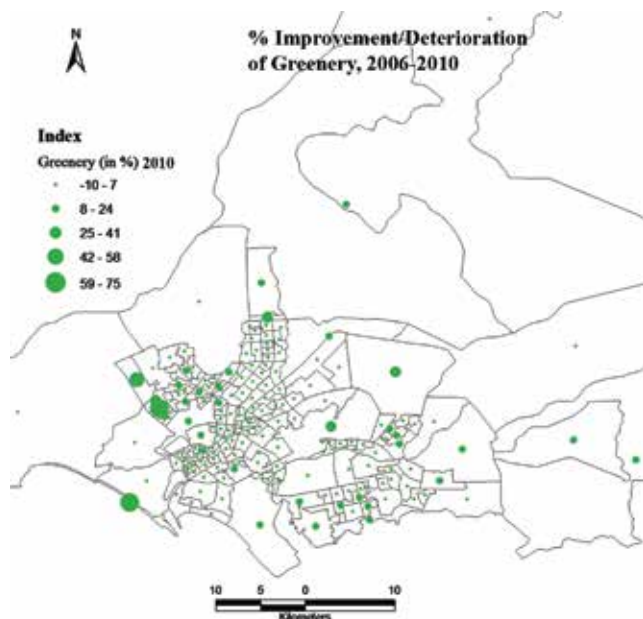 N
% Improvement/Deterioration
of Greenery, 2006-2010
Index
Greenery (in %) 2010
-10 - 7
8 - 24
25 - 41
42 - 58
59 - 75
10 5 0 10
Kilometers